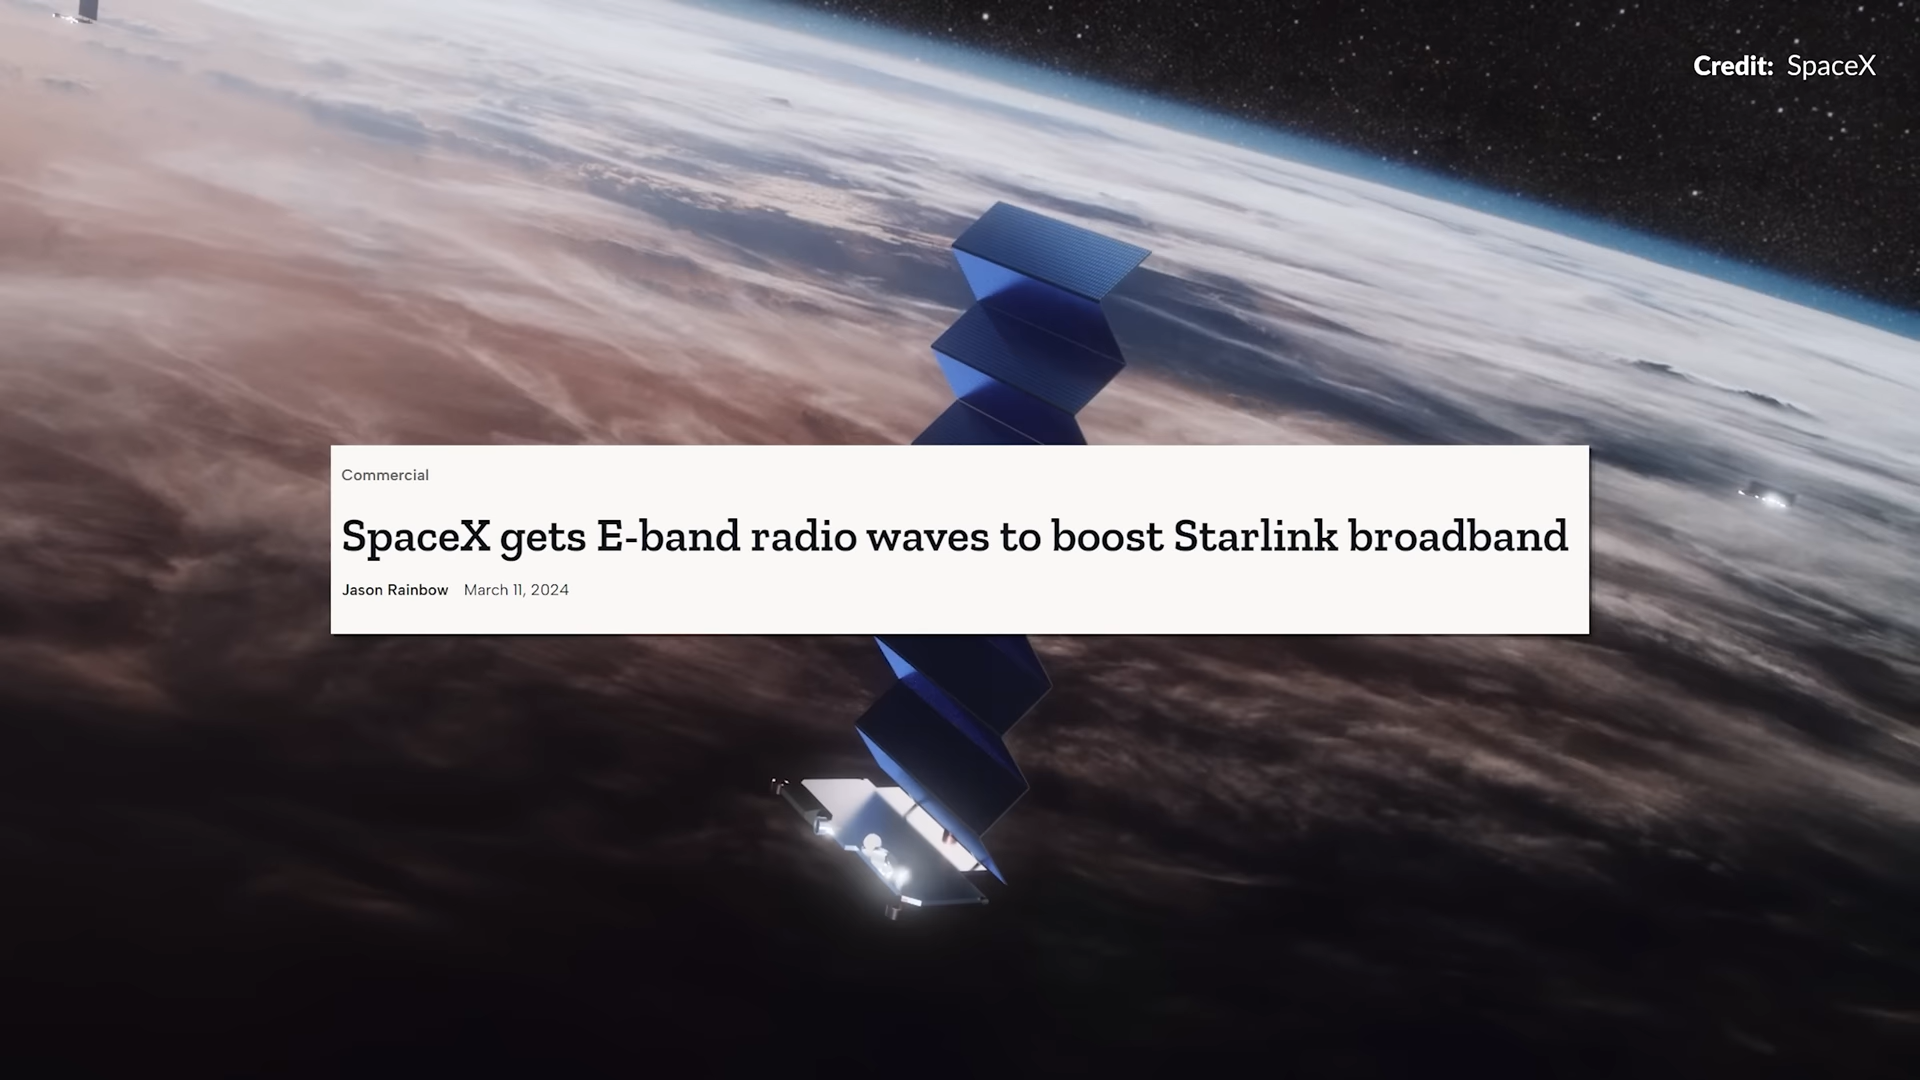 Credit: SpaceX
Commercial
SpaceX gets E-band radio waves to boost Starlink broadband
Jason Rainbow March 11, 2024